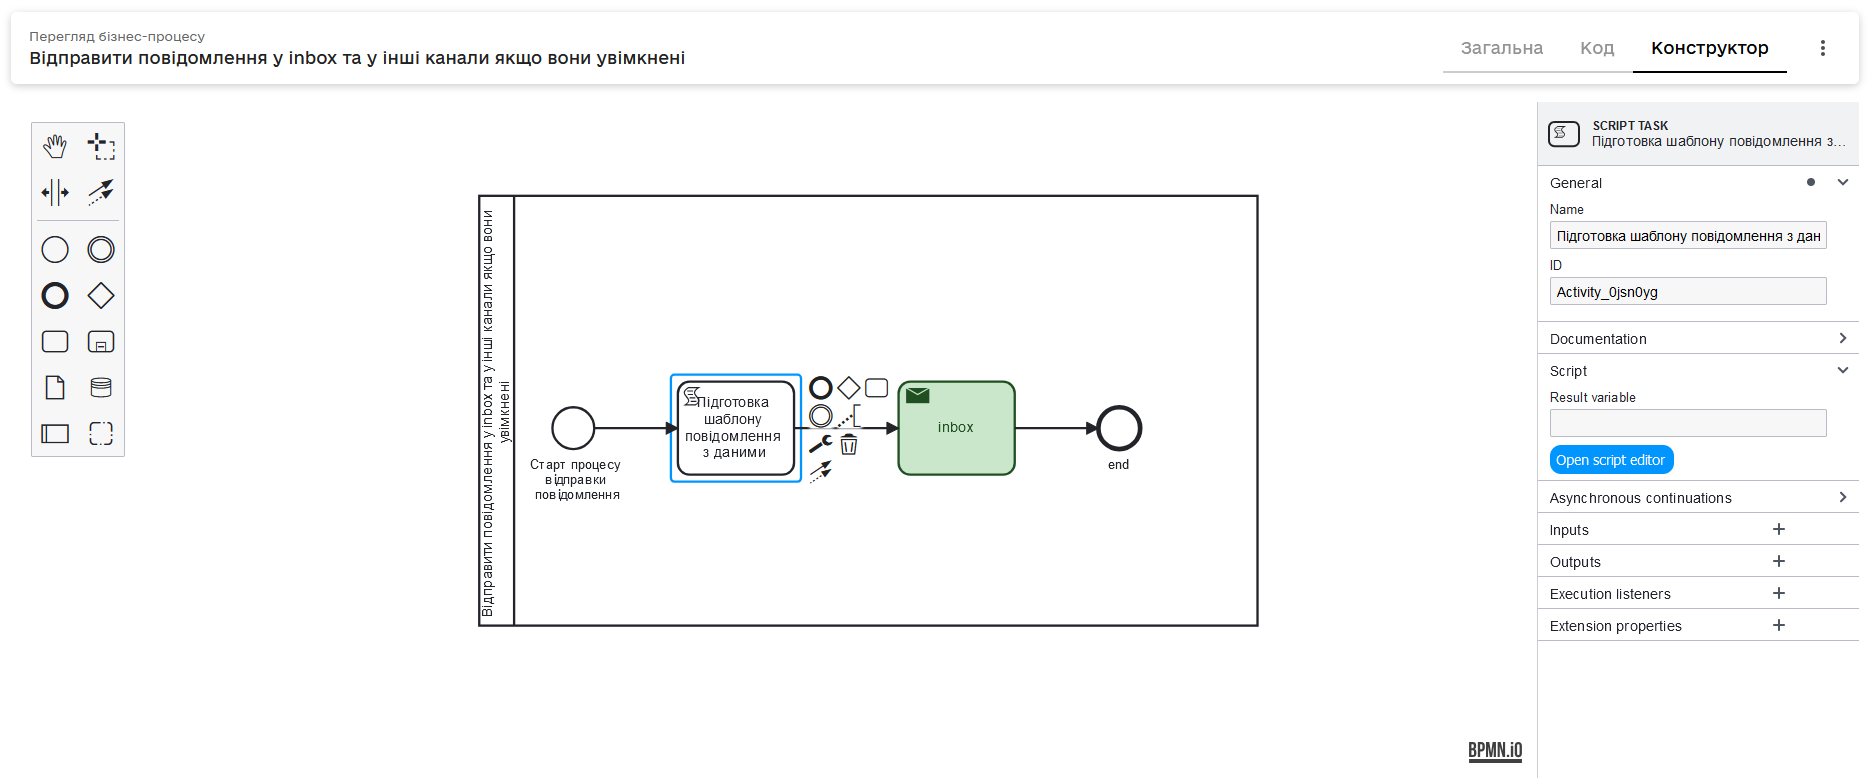 Перегляд бізнес-процесу
Відправити повідомлення у inbox та у інші канали якщо вони увімкнені
Загальна
Код
Конструктор
Відправити повідомлення у inbox та у інші канали якщо вони
увімкнені
Старт процесу
відправки
повідомлення
Підготовка
шаблону
повідомлення
з даними
inbox
end
SCRIPT TASK
Підготовка шаблону повідомлення з...
General
Name
Підготовка шаблону повідомлення з дан
ID
Activity_0jsn0yg
Documentation
Script
Result variable
Open script editor
Asynchronous continuations
Inputs
Outputs
Execution listeners
Extension properties
BPMN.iO